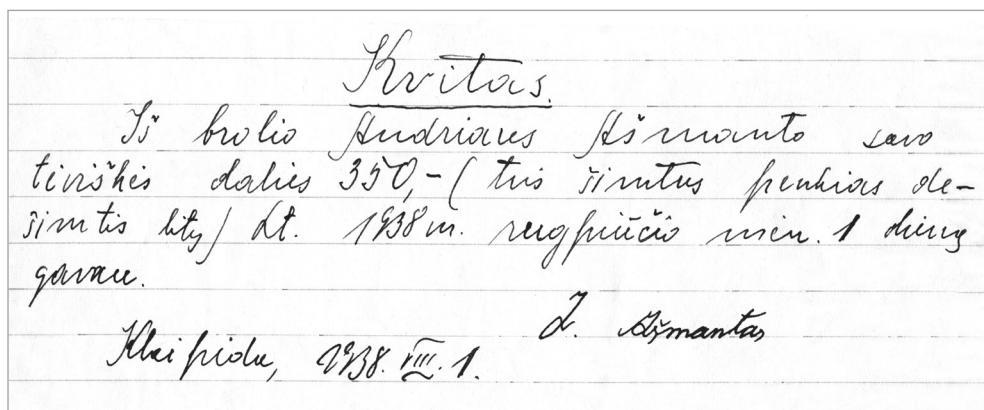 Kvitas.
Iš brolio Andriaus Ašmanto savo
tėviškės dalies 350,- ( tris šimtus penkias de-
šimtis litų) Lt. 1938 m. rugpiūčio mėn. 1 dieną
gavau.
J. Ašmantas
Klaipėda, 1938. VIII. 1.